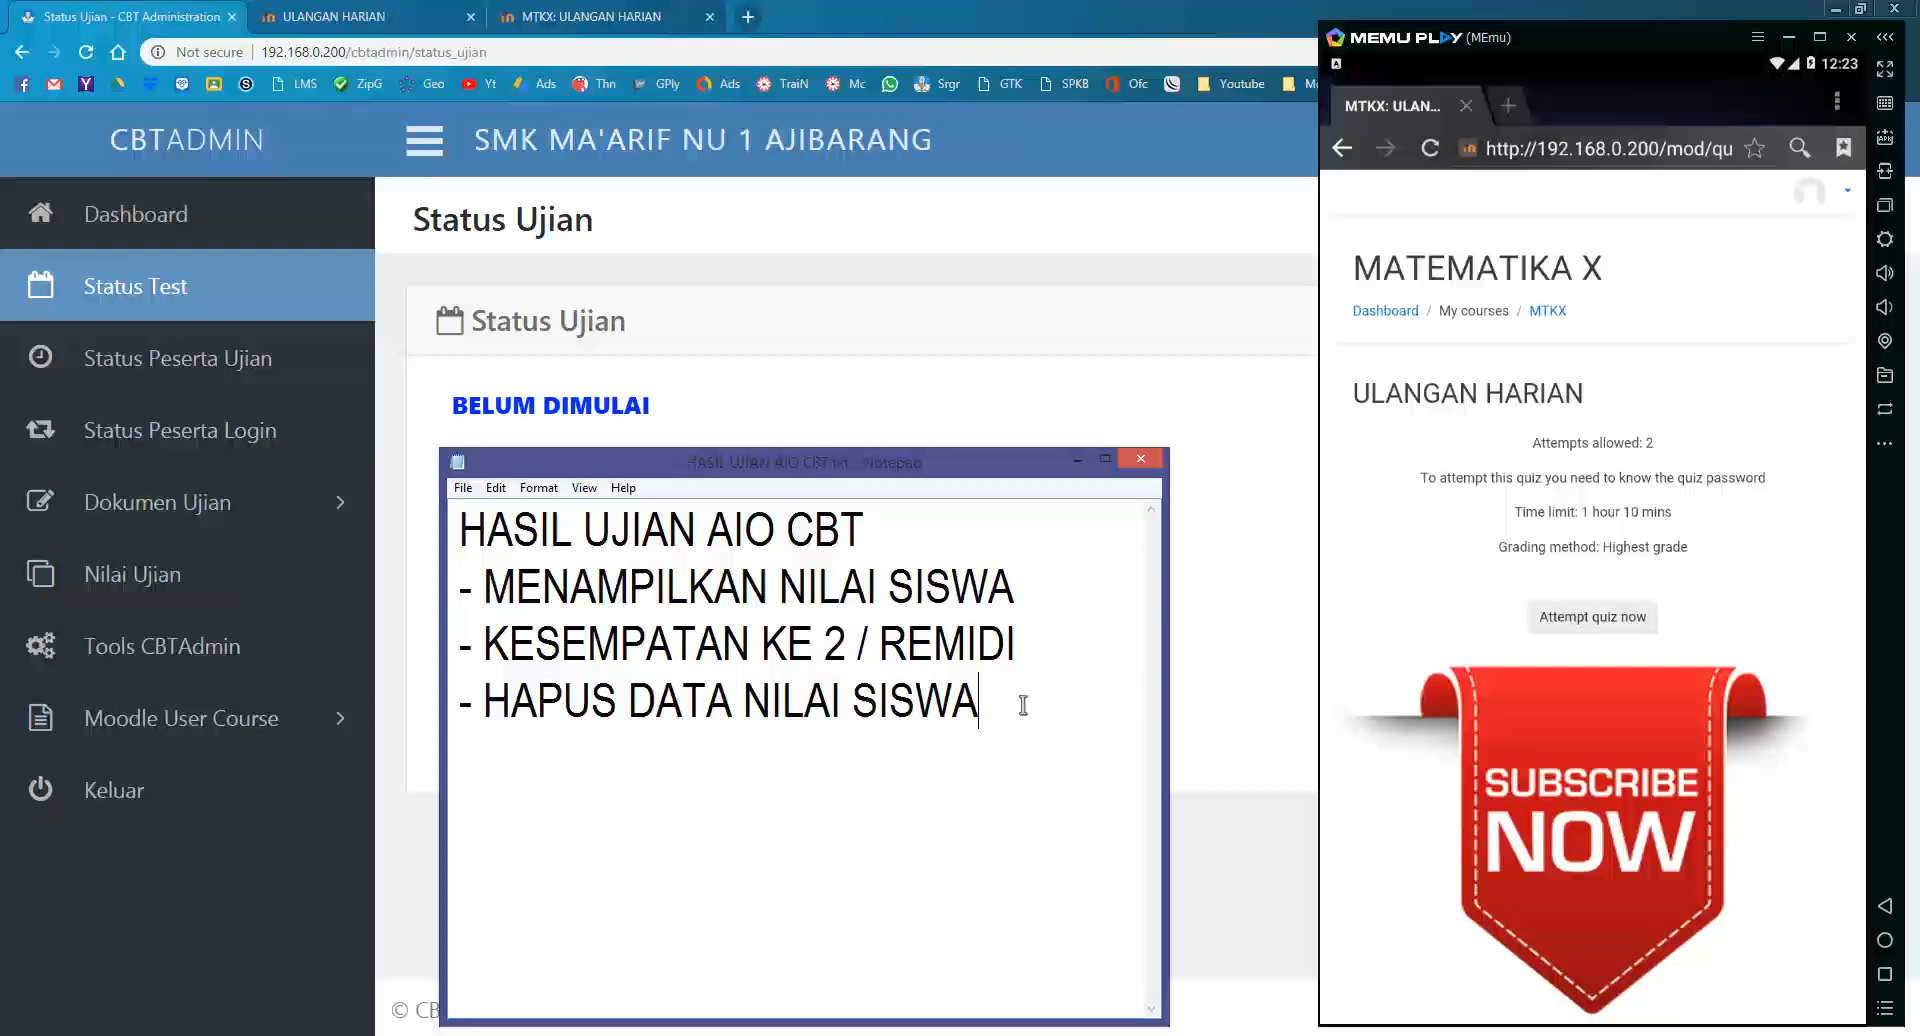 Status Ujian - CBT Administration
ULANGAN HARIAN
MTKX: ULANGAN HARIAN
Not secure
192.168.0.200/cbtadmin/status_ujian
LMS
ZipG
Geo
Yt
Ads
Thn
GPly
Ads
TraiN
Mc
Srgr
GTK
SPKB
Ofc
Youtube
CBTADMIN
SMK MA'ARIF NU 1 AJIBARANG
Dashboard
Status Test
Status Peserta Ujian
Status Peserta Login
Dokumen Ujian
Nilai Ujian
Tools CBTAdmin
Moodle User Course
Keluar
Status Ujian
Status Ujian
BELUM DIMULAI
HASIL UJIAN AIO CBT.txt - Notepad
File Edit Format View Help
HASIL UJIAN AIO CBT
- MENAMPILKAN NILAI SISWA
- KESEMPATAN KE 2 / REMIDI
- HAPUS DATA NILAI SISWA
© CB
MEMU PLAY (MEmu)
12:23
MTKX: ULAN...
http://192.168.0.200/mod/qu
MATEMATIKA X
Dashboard / My courses / MTKX
ULANGAN HARIAN
Attempts allowed: 2
To attempt this quiz you need to know the quiz password
Time limit: 1 hour 10 mins
Grading method: Highest grade
Attempt quiz now
SUBSCRIBE
NOW